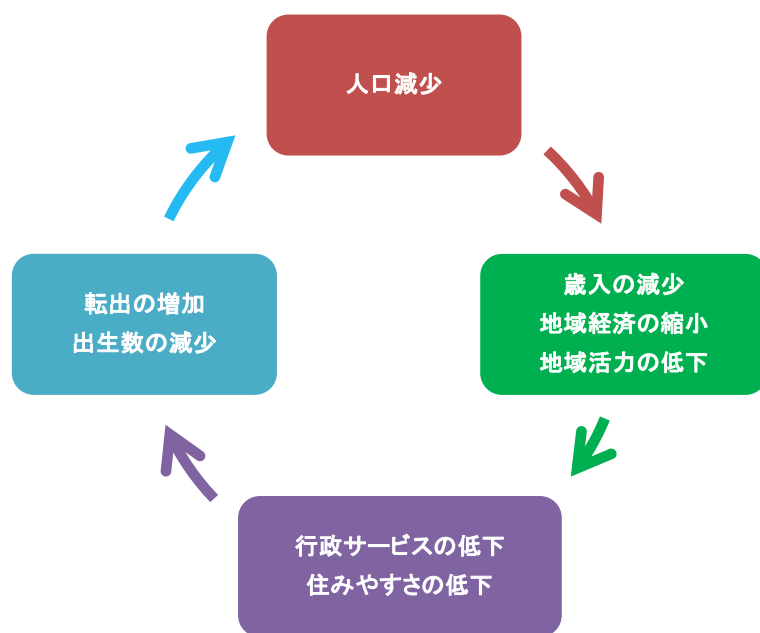 人口減少
歳入の減少
地域経済の縮小
地域活力の低下
行政サービスの低下
住みやすさの低下
転出の増加
出生数の減少